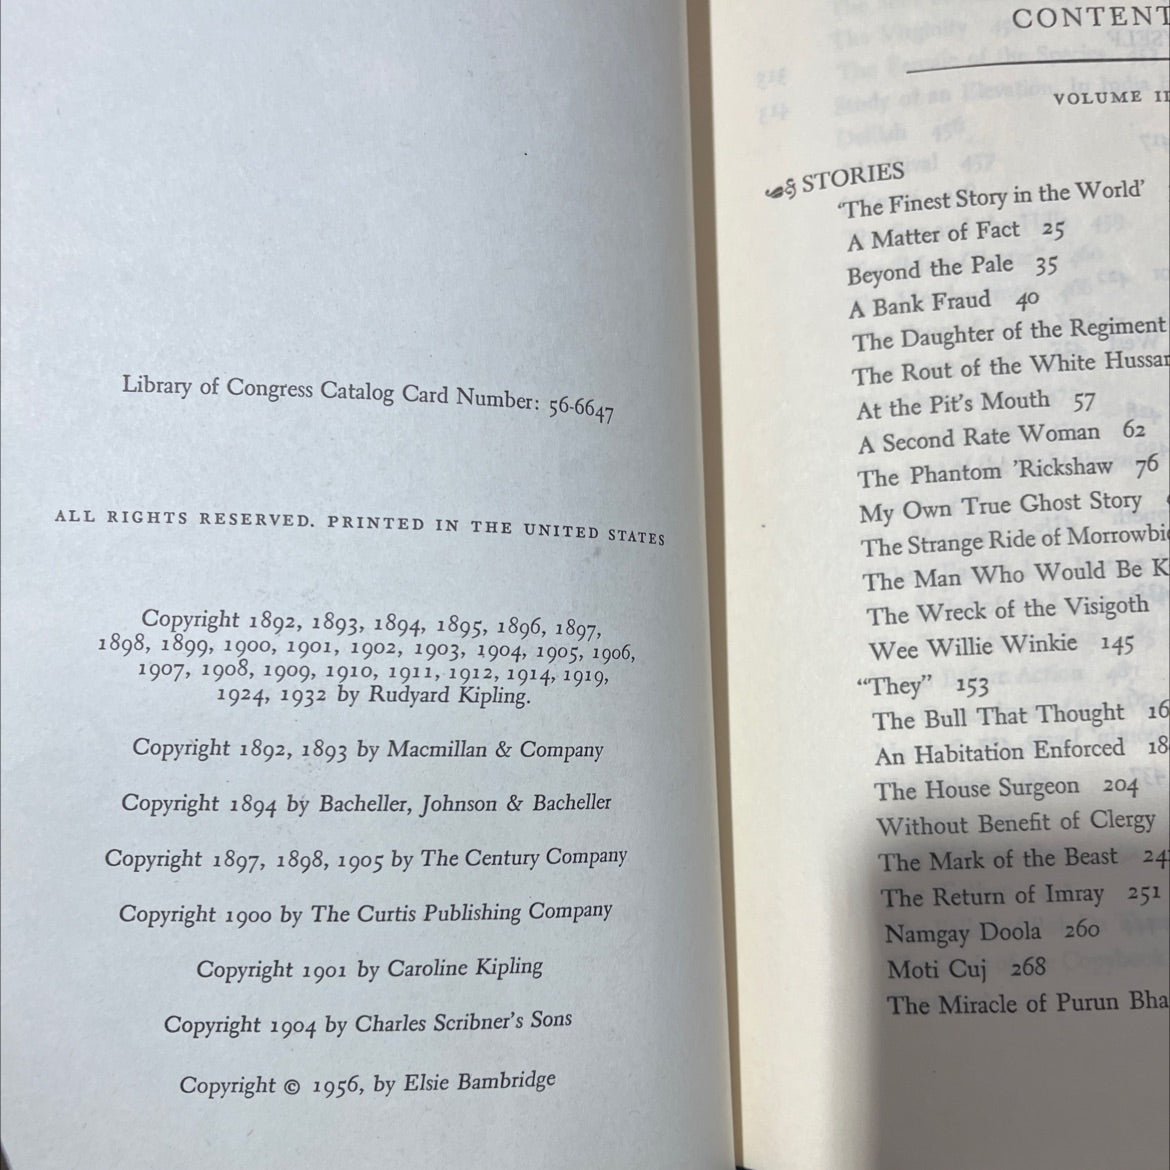 Library of Congress Catalog Card Number: 56-6647
ALL RIGHTS RESERVED. PRINTED IN THE UNITED STATES
Copyright 1892, 1893, 1894, 1895, 1896, 1897,
1898, 1899, 1900, 1901, 1902, 1903, 1904, 1905, 1906,
1907, 1908, 1909, 1910, 1911, 1912, 1914, 1919,
1924, 1932 by Rudyard Kipling.
Copyright 1892, 1893 by Macmillan & Company
Copyright 1894 by Bacheller, Johnson & Bacheller
Copyright 1897, 1898, 1905 by The Century Company
Copyright 1900 by The Curtis Publishing Company
Copyright 1901 by Caroline Kipling
Copyright 1904 by Charles Scribner's Sons
Copyright © 1956, by Elsie Bambridge
CONTENT
VOLUME II
STORIES
'The Finest Story in the World'
A Matter of Fact 25
Beyond the Pale 35
A Bank Fraud 40
The Daughter of the Regiment
The Rout of the White Hussar
At the Pit's Mouth 57
A Second Rate Woman 62
The Phantom 'Rickshaw 76
My Own True Ghost Story
The Strange Ride of Morrowbi
The Man Who Would Be K
The Wreck of the Visigoth
Wee Willie Winkie 145
"They" 153
The Bull That Thought 16
An Habitation Enforced 18
The House Surgeon 204
Without Benefit of Clergy
The Mark of the Beast 24
The Return of Imray 251
Namgay Doola 260
Moti Cuj 268
The Miracle of Purun Bha